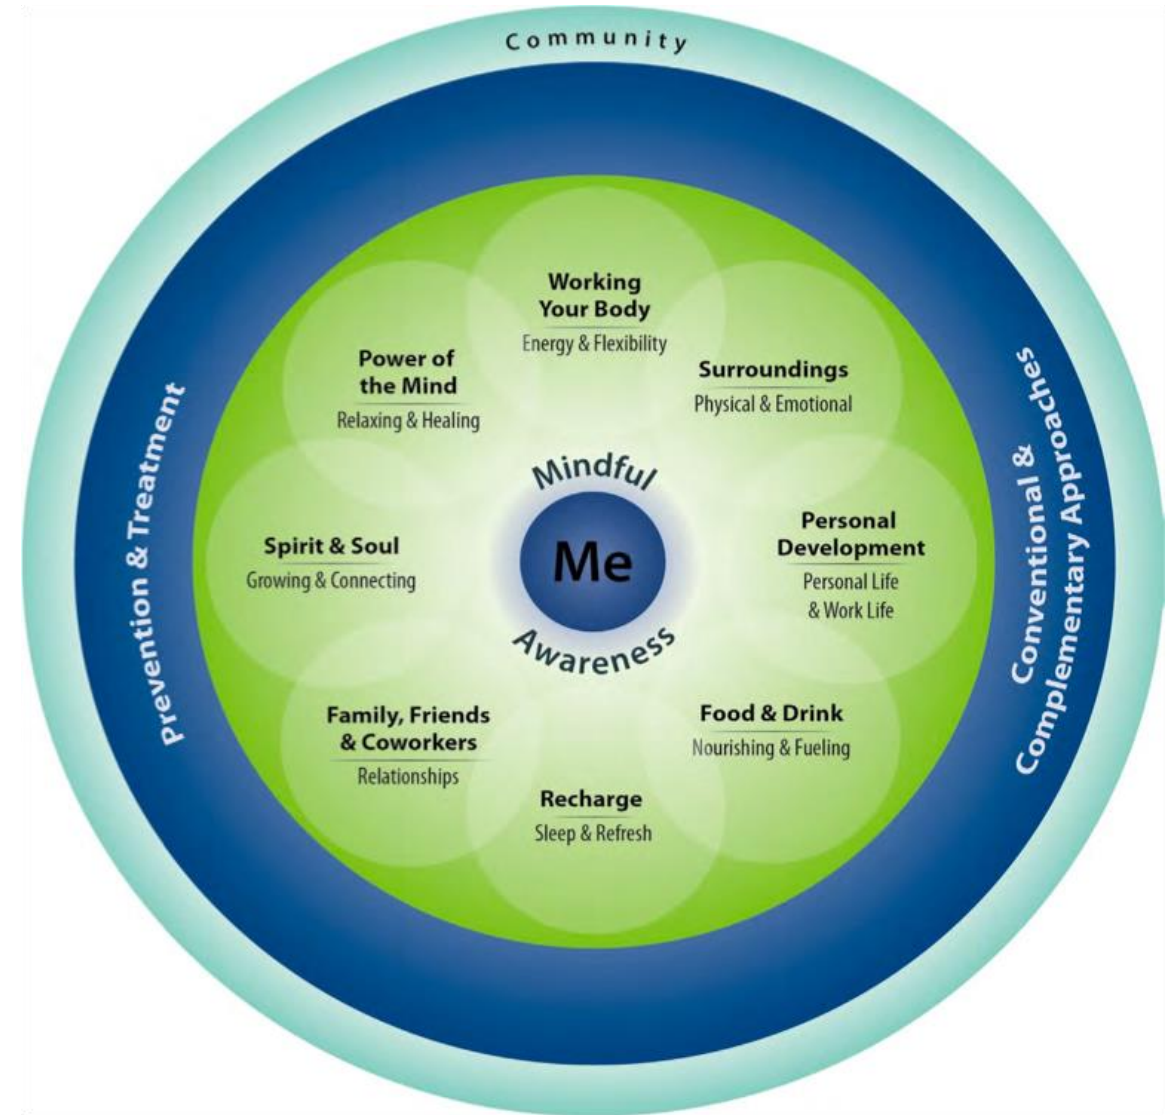 Community
Working
Your Body
Energy & Flexibility
Power of
the Mind
Relaxing & Healing
Surroundings
Physical & Emotional
Prevention & Treatment
Conventional &
Complementary Approaches
Mindful
Me
Awareness
Spirit & Soul
Growing & Connecting
Personal
Development
Personal Life
& Work Life
Family, Friends
& Coworkers
Relationships
Food & Drink
Nourishing & Fueling
Recharge
Sleep & Refresh